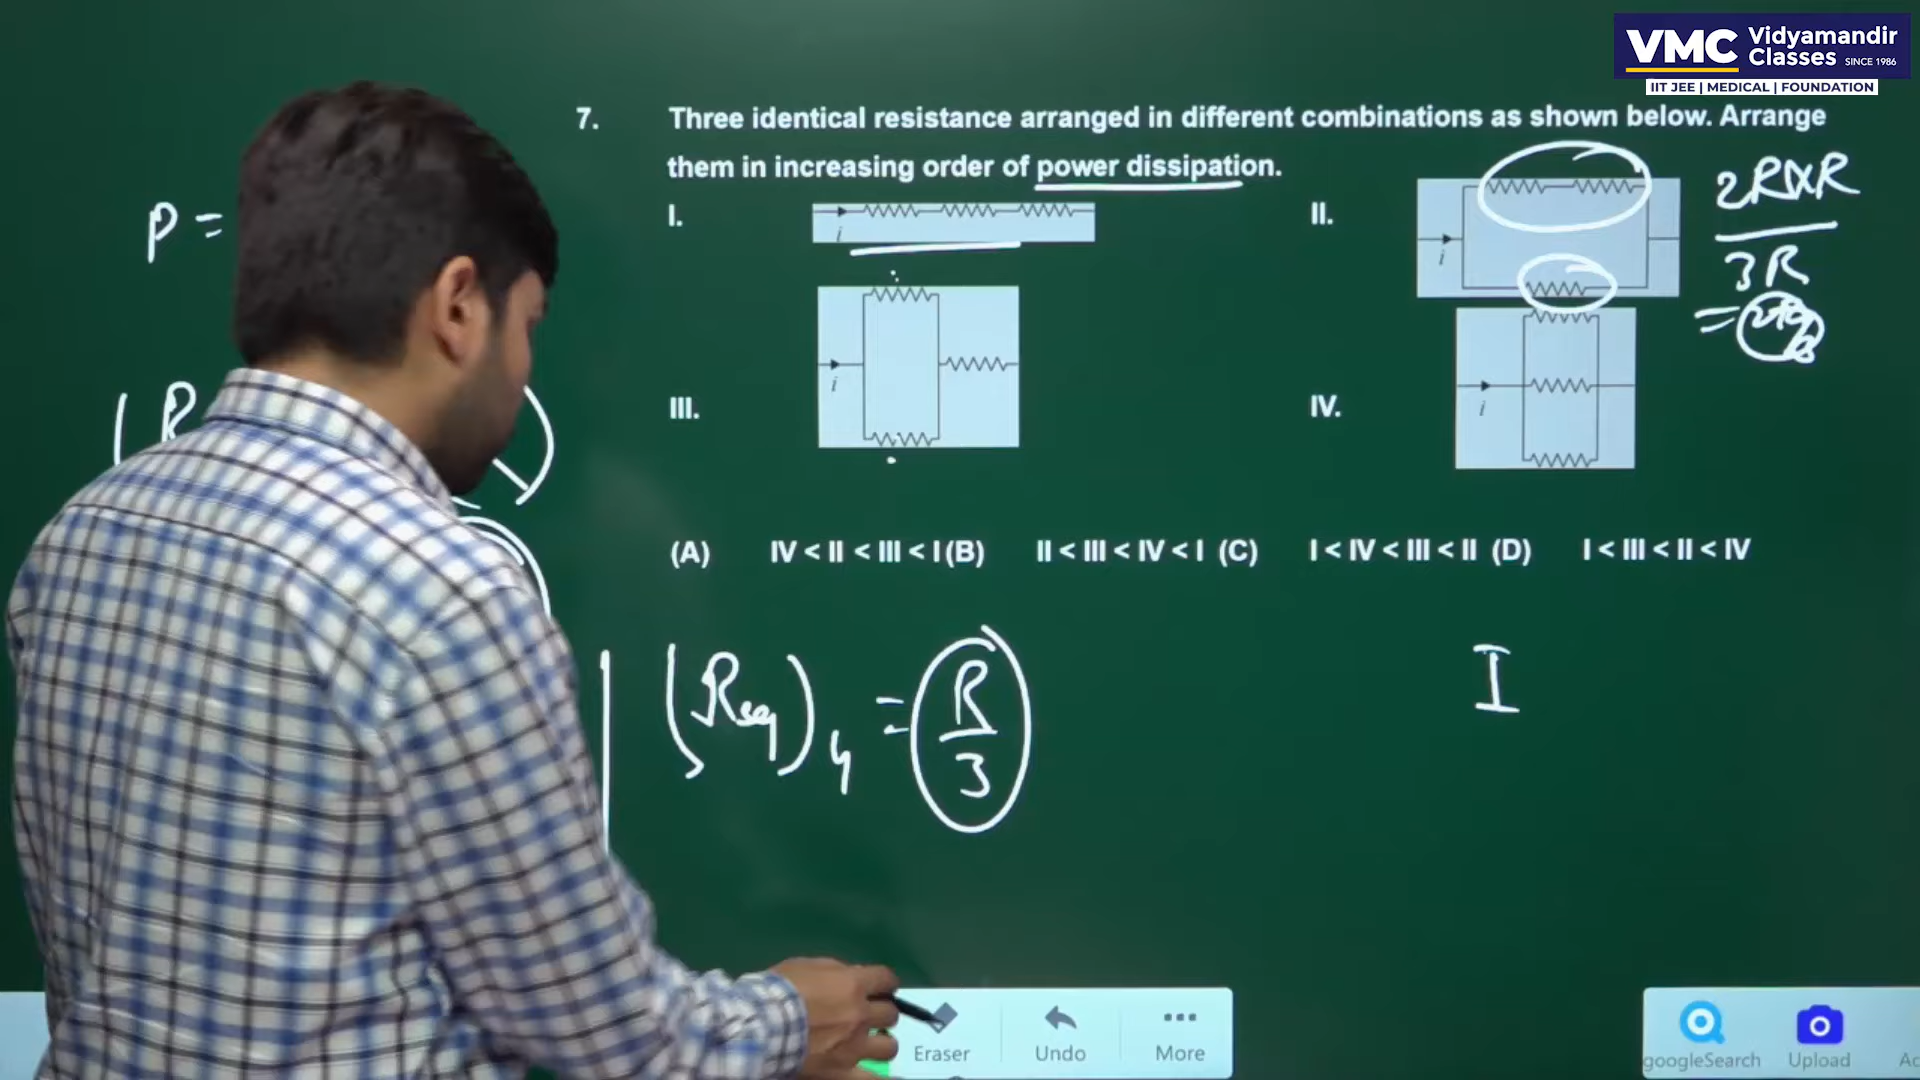 VMC Vidyamandir Classes SINCE 1986
IIT JEE | MEDICAL | FOUNDATION
7. Three identical resistance arranged in different combinations as shown below. Arrange
them in increasing order of power dissipation.
I.
i
II.
i
2R×R
3R
=
P =
III.
i
IV.
i
(R
(A) IV < II < III < I (B) II < III < IV < I (C) I < IV < III < II (D) I < III < II < IV
(Req)4 = R
3
I
Eraser
Undo
More
googleSearch
Upload
Ac